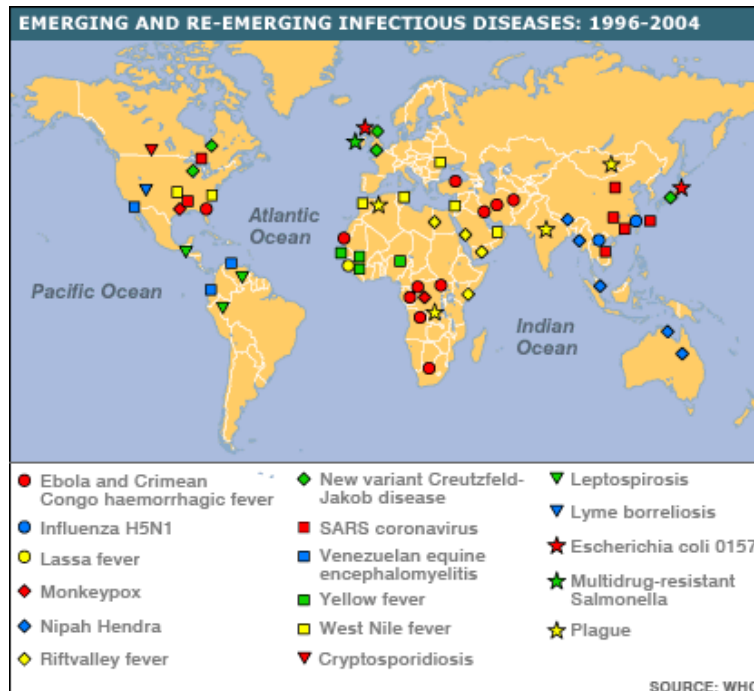 EMERGING AND RE-EMERGING INFECTIOUS DISEASES: 1996-2004
Atlantic
Ocean
Pacific Ocean
Indian
Ocean
Ebola and Crimean
Congo haemorrhagic fever
Influenza H5N1
Lassa fever
Monkeypox
Nipah Hendra
Riftvalley fever
New variant Creutzfeld-
Jakob disease
SARS coronavirus
Venezuelan equine
encephalomyelitis
Yellow fever
West Nile fever
Cryptosporidiosis
Leptospirosis
Lyme borreliosis
Escherichia coli 0157
Multidrug-resistant
Salmonella
Plague
SOURCE: WHO